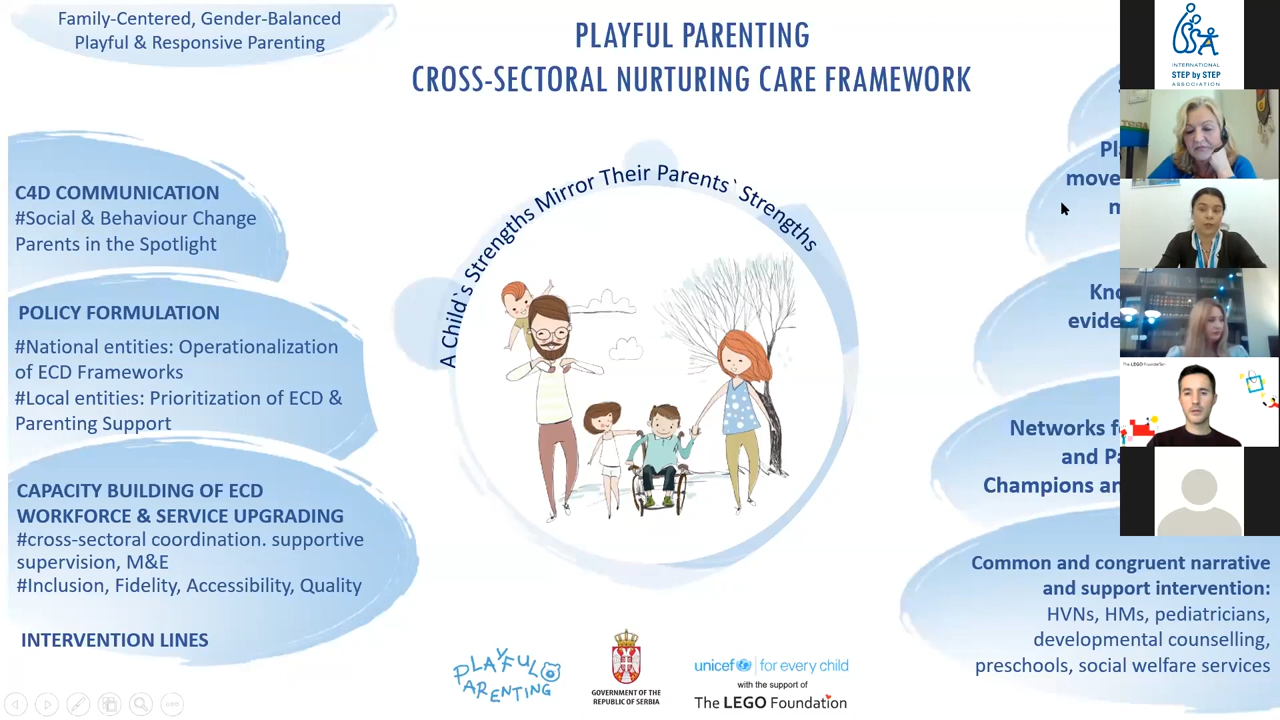 Family-Centered, Gender-Balanced
Playful & Responsive Parenting
PLAYFUL PARENTING
CROSS-SECTORAL NURTURING CARE FRAMEWORK
C4D COMMUNICATION
#Social & Behaviour Change
Parents in the Spotlight
POLICY FORMULATION
#National entities: Operationalization
of ECD Frameworks
#Local entities: Prioritization of ECD &
Parenting Support
CAPACITY BUILDING OF ECD
WORKFORCE & SERVICE UPGRADING
#cross-sectoral coordination. supportive
supervision, M&E
#Inclusion, Fidelity, Accessibility, Quality
INTERVENTION LINES
A Child`s Strengths Mirror Their Parents` Strengths
PLAYFUL
PARENTING
GOVERNMENT OF THE
REPUBLIC OF SERBIA
unicef for every child
with the support of
The LEGO Foundation
Networks
and
Champions
Common and congruent narrative
and support intervention:
HVNs, HMs, pediatricians,
developmental counselling,
preschools, social welfare services
INTERNATIONAL
STEP by STEP
ASSOCIATION
The LEGO Foundation